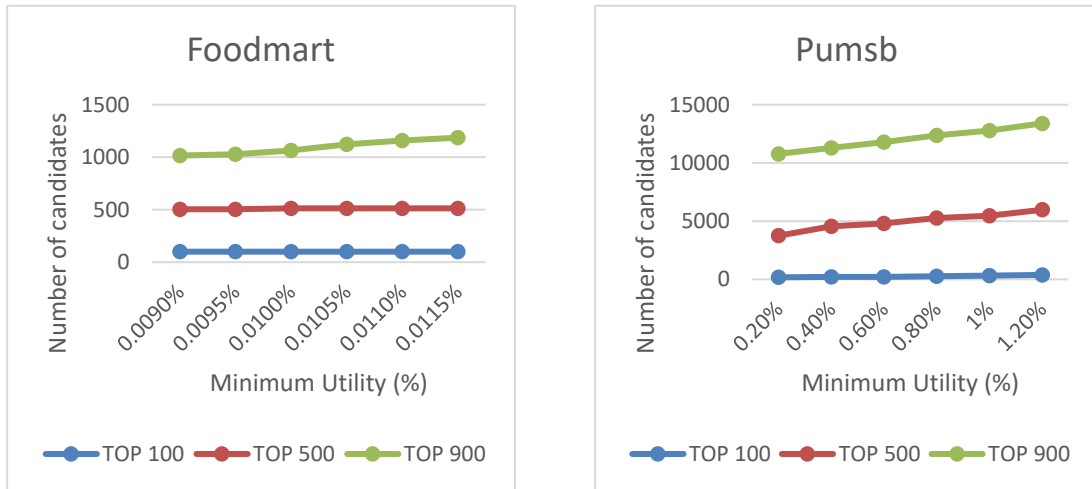 Foodmart
Number of candidates
1500
1000
500
0
0.0090%
0.0095%
0.0100%
0.0105%
0.0110%
0.0115%
Minimum Utility (%)
TOP 100 TOP 500 TOP 900
Pumsb
Number of candidates
15000
10000
5000
0
0.20%
0.40%
0.60%
0.80%
1%
1.20%
Minimum Utility (%)
TOP 100 TOP 500 TOP 900